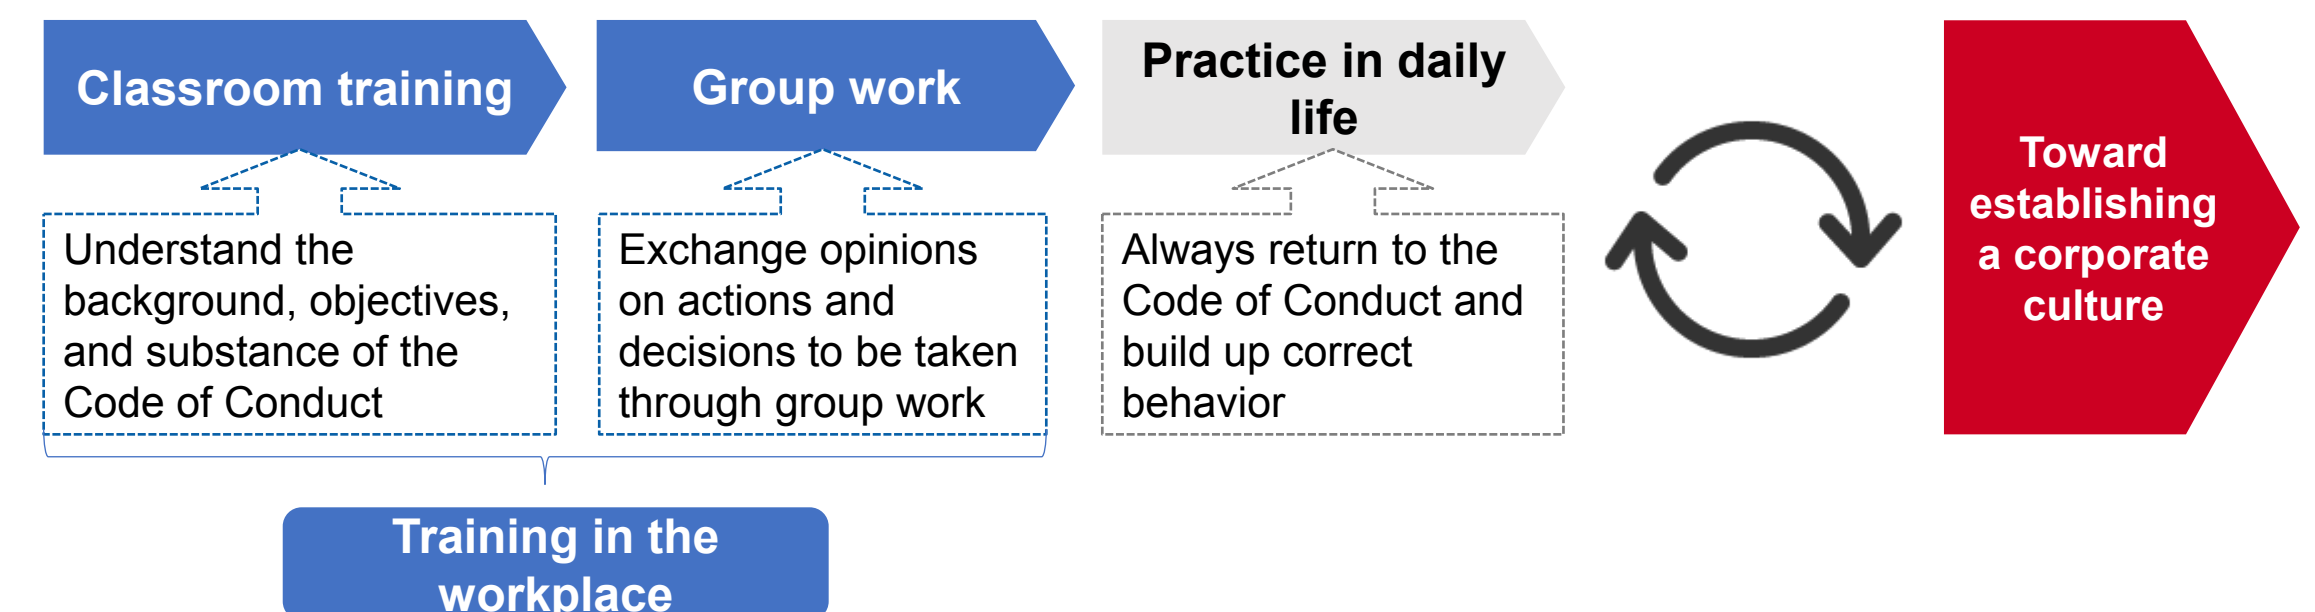 Classroom training
Group work
Practice in daily
life
Understand the
background, objectives,
and substance of the
Code of Conduct
Exchange opinions
on actions and
decisions to be taken
through group work
Always return to the
Code of Conduct and
build up correct
behavior
Toward
establishing
a corporate
culture
Training in the
workplace